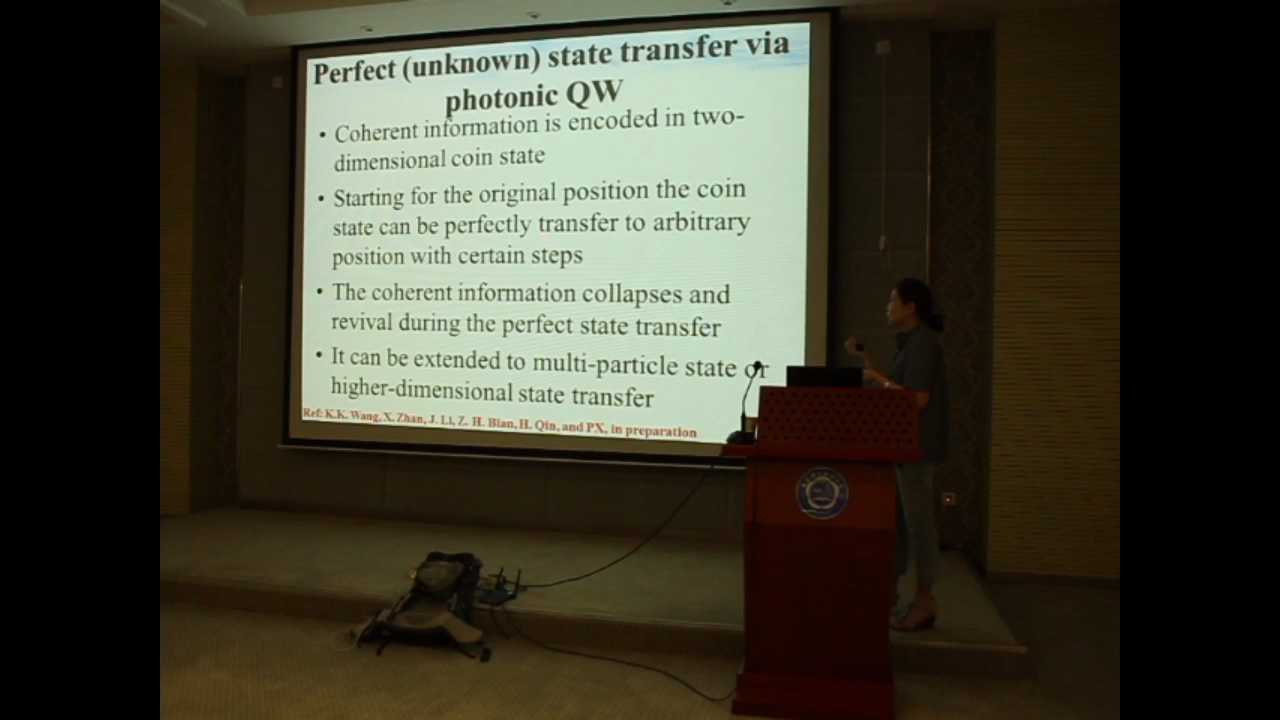 Perfect (unknown) state transfer via
photonic QW
• Coherent information is encoded in two-
dimensional coin state
• Starting for the original position the coin
state can be perfectly transfer to arbitrary
position with certain steps
• The coherent information collapses and
revival during the perfect state transfer
• It can be extended to multi-particle state or
higher-dimensional state transfer
Ref: K.K. Wang, X. Zhan, J. Li, Z. H. Bian, H. Qin, and PX, in preparation